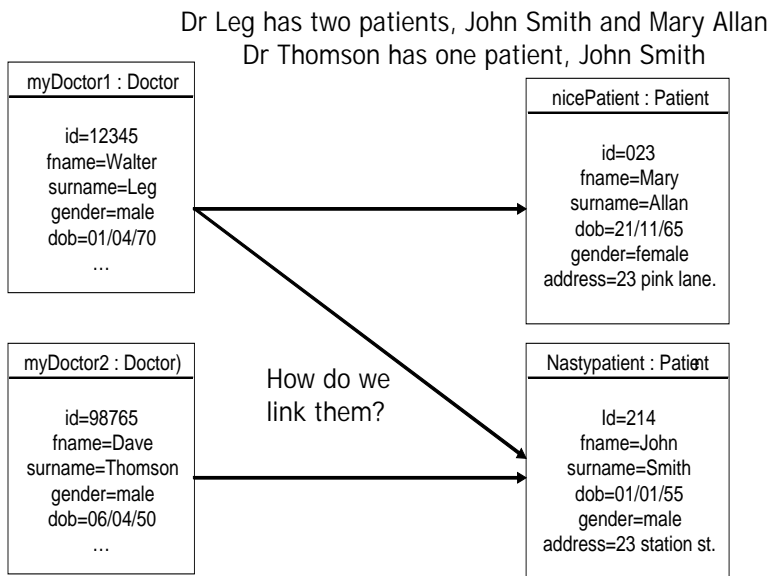 Dr Leg has two patients, John Smith and Mary Allan
Dr Thomson has one patient, John Smith
myDoctor1 : Doctor
id=12345
fname=Walter
surname=Leg
gender=male
dob=01/04/70
…
nicePatient : Patient
id=023
fname=Mary
surname=Allan
dob=21/11/65
gender=female
address=23 pink lane.
myDoctor2 : Doctor)
id=98765
fname=Dave
surname=Thomson
gender=male
dob=06/04/50
…
How do we
link them?
Nastypatient : Patient
Id=214
fname=John
surname=Smith
dob=01/01/55
gender=male
address=23 station st.